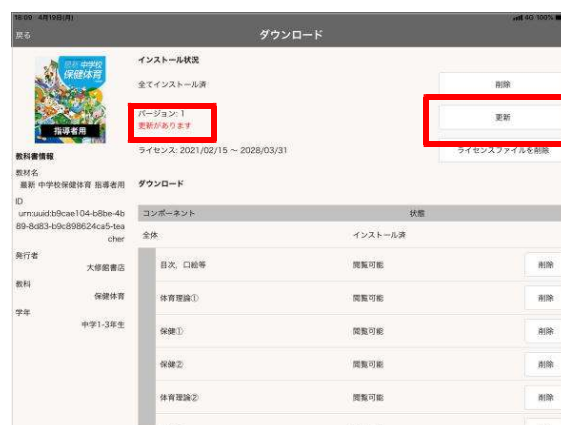 16:09 4月19日(月)
4G 100%
戻る
ダウンロード
最新 中学校
保健体育
指導者用
教科書情報
教材名
最新 中学校保健体育 指導者用
ID
urn:uuid:b9cae104-b8be-4b
89-8d83-b9c898624ca5-tea
cher
発行者
大修館書店
教科
保健体育
学年
中学1-3年生
インストール状況
全てインストール済
削除
バージョン: 1
更新があります
更新
ライセンス: 2021/02/15 ~ 2028/03/31
ライセンスファイルを削除
ダウンロード
コンポーネント 状態
全体 インストール済
目次、口絵等 閲覧可能 削除
体育理論① 閲覧可能 削除
保健① 閲覧可能 削除
保健② 閲覧可能 削除
体育理論② 閲覧可能 削除